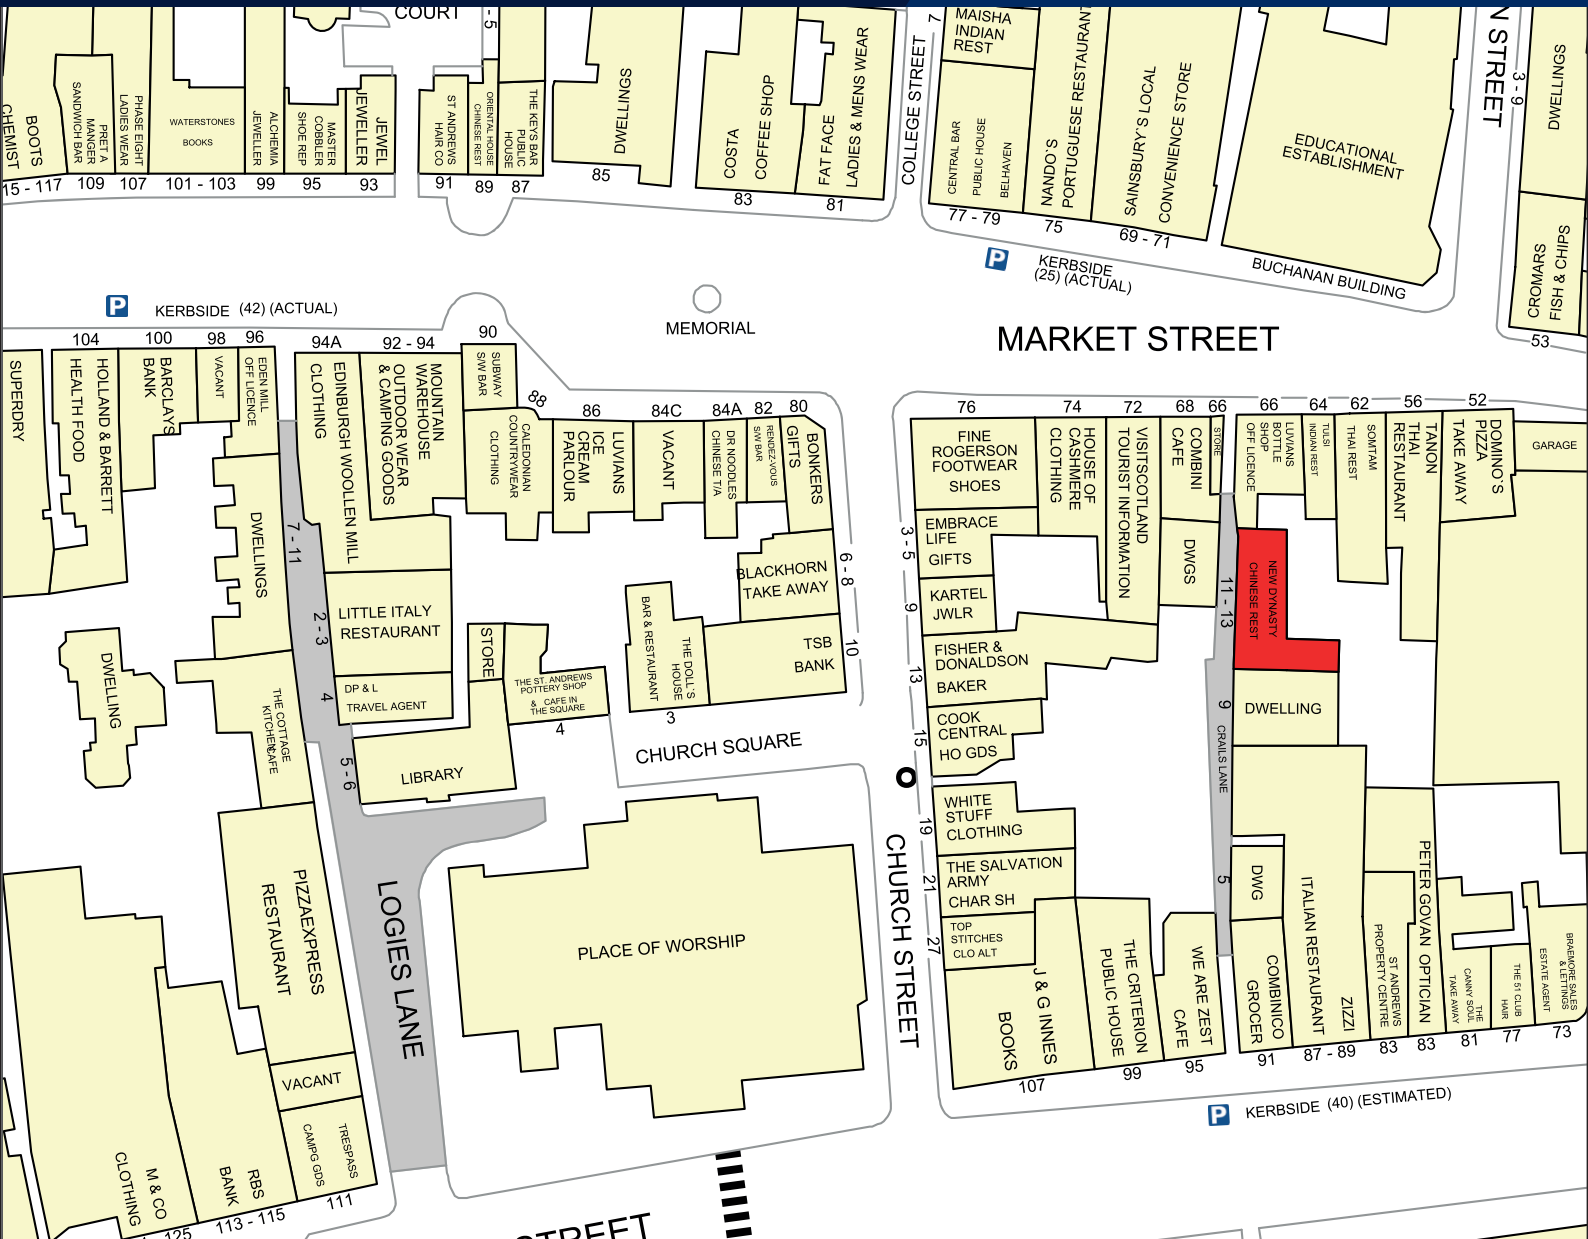 COURT
- 5
7
MAISHA
INDIAN
REST
N STREET
3 - 9
DWELLINGS
CHEMIST
BOOTS
SANDWICH BAR
MANGER
PRET A
LADIES WEAR
PHASE EIGHT
WATERSTONES
BOOKS
JEWELLER
ALCHEMIA
SHOE REP
COBBLER
MASTER
JEWELLER
JEWEL
HAIR CO
ST ANDREWS
CHINESE REST
ORIENTAL HOUSE
HOUSE
PUBLIC
THE KEYS BAR
DWELLINGS
COSTA
COFFEE SHOP
FAT FACE
LADIES & MENS WEAR
COLLEGE STREET
CENTRAL BAR
PUBLIC HOUSE
BELHAVEN
NANDO`S
PORTUGUESE RESTAURANT
SAINSBURY`S LOCAL
CONVENIENCE STORE
EDUCATIONAL
ESTABLISHMENT
CROMARS
FISH & CHIPS
15 - 117
109
107
101 - 103
99
95
93
91
89
87
85
83
81
77 - 79
75
69 - 71
BUCHANAN BUILDING
53
P
KERBSIDE (25) (ACTUAL)
P
KERBSIDE (42) (ACTUAL)
MEMORIAL
MARKET STREET
104
100
98
96
94A
92 - 94
90
88
86
84C
84A
82
80
76
74
72
68
66
66
64
62
56
52
SUPERDRY
HEALTH FOOD
HOLLAND & BARRETT
BANK
BARCLAYS
VACANT
OFF LICENCE
EDEN MILL
CLOTHING
EDINBURGH WOOLLEN MILL
& CAMPING GOODS
OUTDOOR WEAR
WAREHOUSE
MOUNTAIN
S/W BAR
SUBWAY
CLOTHING
COUNTRYWEAR
CALEDONIAN
PARLOUR
CREAM
ICE
LUVIANS
VACANT
CHINESE T/A
DR NOODLES
S/W BAR
RENDEZ-VOUS
GIFTS
BONKERS
FINE
ROGERSON
FOOTWEAR
SHOES
CLOTHING
CASHMERE
HOUSE OF
TOURIST INFORMATION
VISITSCOTLAND
CAFE
COMBINI
STORE
OFF LICENCE
SHOP
BOTTLE
LUVIANS
INDIAN REST
TULSI
THAI REST
SOMTAM
RESTAURANT
THAI
TANON
TAKE AWAY
PIZZA
DOMINO`S
GARAGE
DWELLINGS
7 - 11
2 - 3
4
5 - 6
LITTLE ITALY
RESTAURANT
DP & L
TRAVEL AGENT
LIBRARY
STORE
THE ST. ANDREWS
POTTERY SHOP
& CAFE IN
THE SQUARE
4
BAR & RESTAURANT
THE DOLL`S
HOUSE
3
BLACKHORN
TAKE AWAY
TSB
BANK
6 - 8
10
CHURCH SQUARE
3 - 5
9
13
15
19
21
27
EMBRACE
LIFE
GIFTS
KARTEL
JWLR
FISHER &
DONALDSON
BAKER
COOK
CENTRAL
HO GDS
WHITE
STUFF
CLOTHING
THE SALVATION
ARMY
CHAR SH
TOP
STITCHES
CLO ALT
DWGS
11 - 13
CHINESE REST
NEW DYNASTY
9
DWELLING
CRAILS LANE
5
DWG
DWELLING
KITCHEN CAFE
THE COTTAGE
RESTAURANT
PIZZAEXPRESS
LOGIES LANE
PLACE OF WORSHIP
CHURCH STREET
BOOKS
J & G INNES
PUBLIC HOUSE
THE CRITERION
CAFE
WE ARE ZEST
GROCER
COMBINICO
ITALIAN RESTAURANT
ZIZZI
PROPERTY CENTRE
ST ANDREWS
PETER GOVAN OPTICIAN
TAKE AWAY
CANNY SOUL
THE
HAIR
THE 51 CLUB
ESTATE AGENT
& LETTINGS
BRAEMORE SALES
107
99
95
91
87 - 89
83
83
81
77
73
P
KERBSIDE (40) (ESTIMATED)
VACANT
CAMPG GDS
TRESPASS
111
CLOTHING
M & CO
BANK
RBS
125
113 - 115
STREET